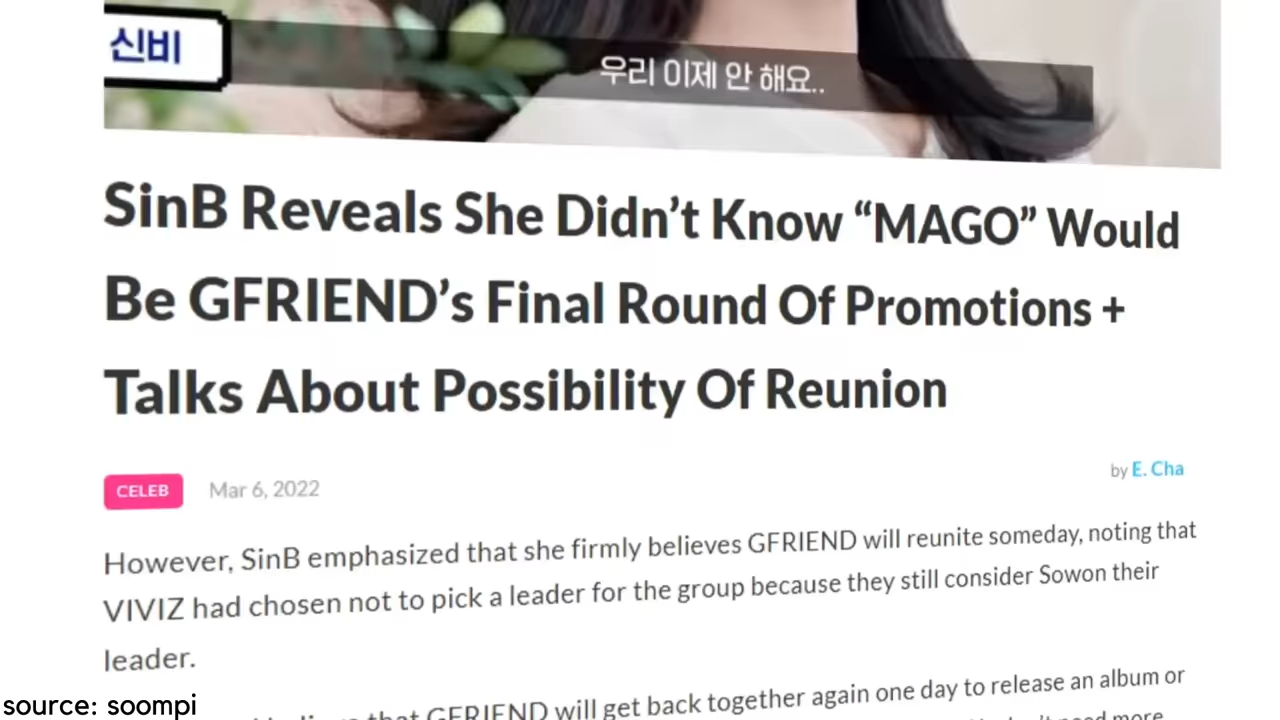 신비
우리 이제 안 해요..
SinB Reveals She Didn’t Know “MAGO” Would
Be GFRIEND’s Final Round Of Promotions +
Talks About Possibility Of Reunion
CELEB Mar 6, 2022 by E. Cha
However, SinB emphasized that she firmly believes GFRIEND will reunite someday, noting that
VIVIZ had chosen not to pick a leader for the group because they still consider Sowon their
leader.
that GFRIEND will get back together again one day to release an album or
need more
source: soompi